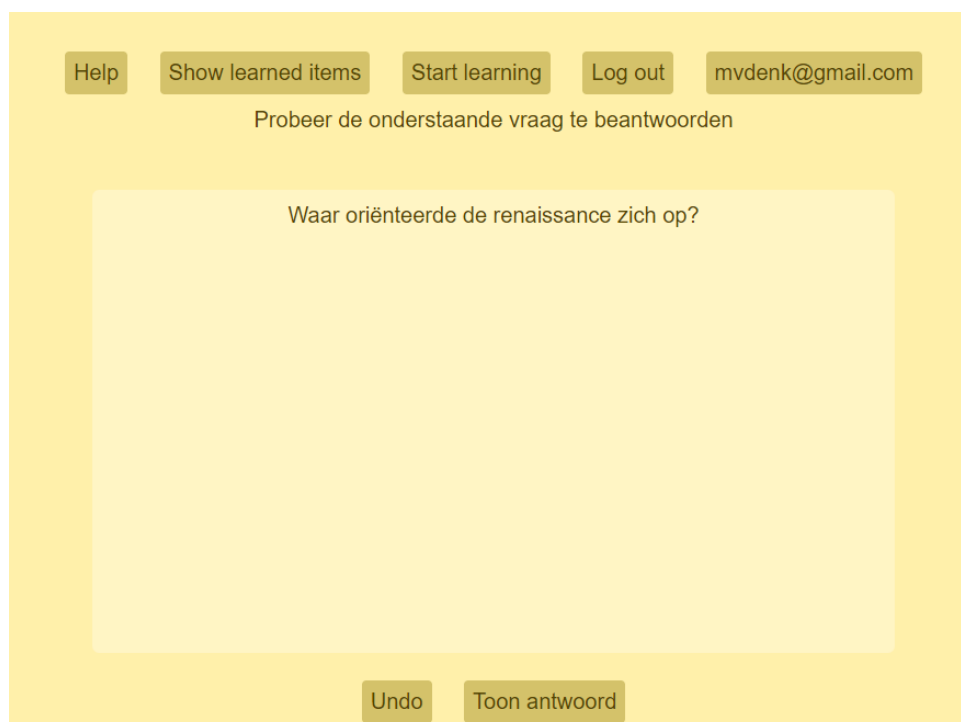 Help Show learned items Start learning Log out mvdenk@gmail.com
Probeer de onderstaande vraag te beantwoorden
Waar oriënteerde de renaissance zich op?
Undo Toon antwoord